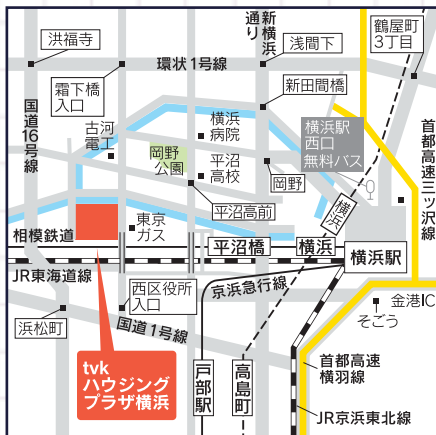 洪福寺
環状1号線
新横浜
通り
浅間下
鶴屋町
3丁目
霜下橋
入口
国道16号線
古河
電工
横浜
病院
岡野
公園
平沼
高校
新田間橋
横浜駅
西口
無料バス
首都高速三ツ沢線
岡野
平沼高前
横浜
東京
ガス
相模鉄道
平沼橋
横浜
横浜駅
JR東海道線
西区役所
入口
京浜急行線
浜松町
国道1号線
金港IC
そごう
tvk
ハウジング
プラザ横浜
戸部駅
高島町
首都高速
横羽線
JR京浜東北線